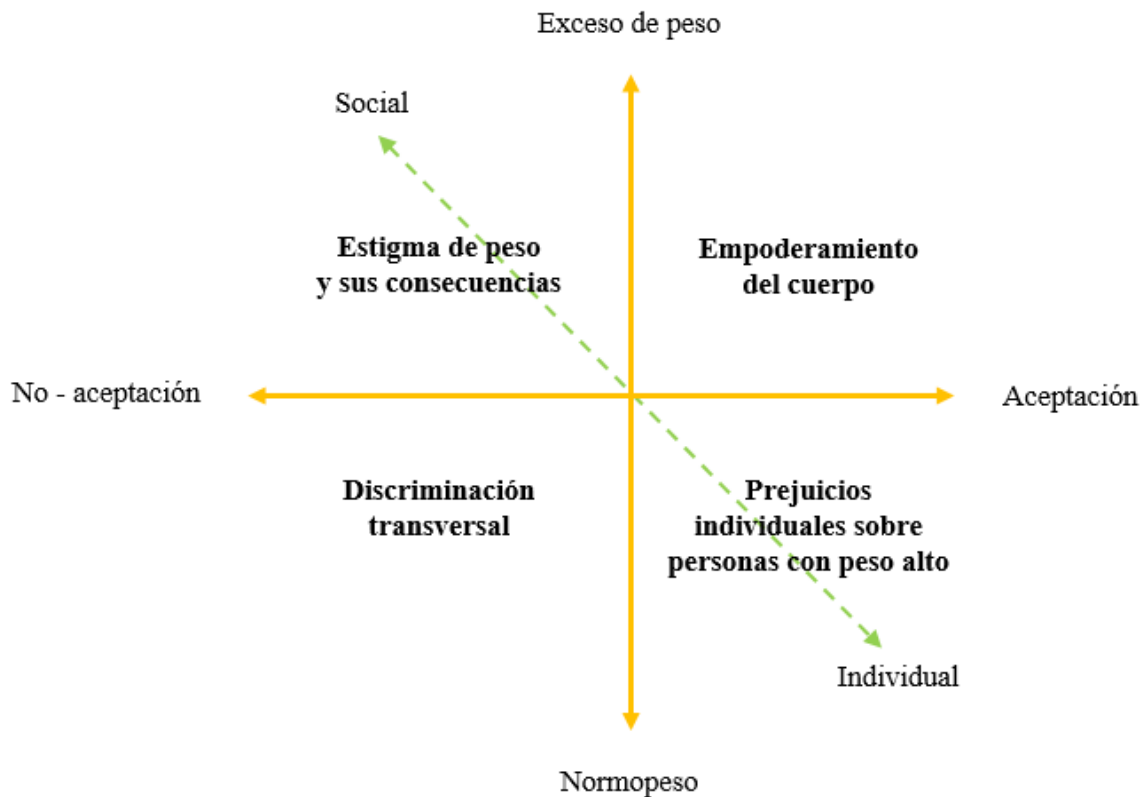 Exceso de peso
Social
Estigma de peso
y sus consecuencias
Empoderamiento
del cuerpo
No - aceptación
Aceptación
Discriminación
transversal
Prejuicios
individuales sobre
personas con peso alto
Individual
Normopeso